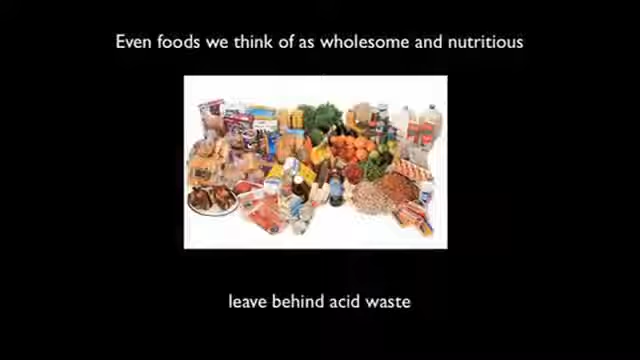 Even foods we think of as wholesome and nutritious
leave behind acid waste